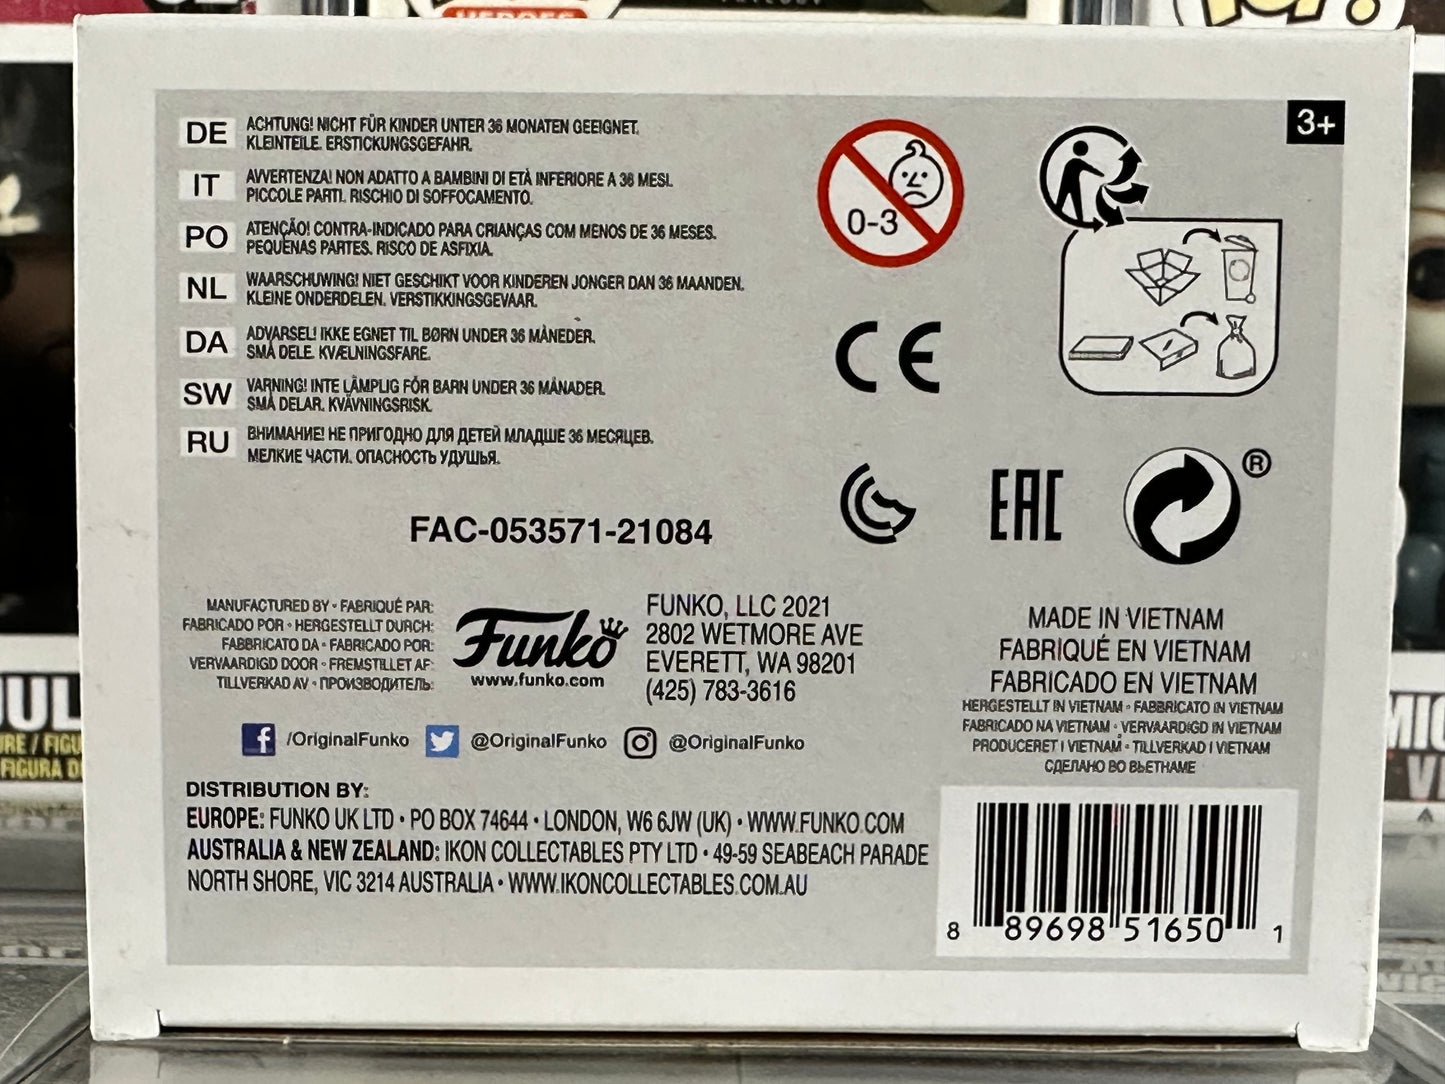 HEROES
3+
DE ACHTUNG! NICHT FÜR KINDER UNTER 36 MONATEN GEEIGNET.
KLEINTEILE. ERSTICKUNGSGEFAHR.
IT AVVERTENZA! NON ADATTO A BAMBINI DI ETÀ INFERIORE A 36 MESI.
PICCOLE PARTI. RISCHIO DI SOFFOCAMENTO.
PO ATENÇÃO! CONTRA-INDICADO PARA CRIANÇAS COM MENOS DE 36 MESES.
PEQUENAS PARTES. RISCO DE ASFIXIA.
NL WAARSCHUWING! NIET GESCHIKT VOOR KINDEREN JONGER DAN 36 MAANDEN.
KLEINE ONDERDELEN. VERSTIKKINGSGEVAAR.
DA ADVARSEL! IKKE EGNET TIL BØRN UNDER 36 MÅNEDER.
SMÅ DELE. KVÆLNINGSFARE.
SW VARNING! INTE LÄMPLIG FÖR BARN UNDER 36 MÅNADER.
SMÅ DELAR. KVÄVNINGSRISK.
RU ВНИМАНИЕ! НЕ ПРИГОДНО ДЛЯ ДЕТЕЙ МЛАДШЕ 36 МЕСЯЦЕВ.
МЕЛКИЕ ЧАСТИ. ОПАСНОСТЬ УДУШЬЯ.
0-3
CE
EAC
®
FAC-053571-21084
MANUFACTURED BY • FABRIQUÉ PAR:
FABRICADO POR • HERGESTELLT DURCH:
FABBRICATO DA • FABRICADO POR:
VERVAARDIGD DOOR • FREMSTILLET AF:
TILLVERKAD AV • ПРОИЗВОДИТЕЛЬ:
Funko
www.funko.com
FUNKO, LLC 2021
2802 WETMORE AVE
EVERETT, WA 98201
(425) 783-3616
MADE IN VIETNAM
FABRIQUÉ EN VIETNAM
FABRICADO EN VIETNAM
HERGESTELLT IN VIETNAM • FABBRICATO IN VIETNAM
FABRICADO NA VIETNAM • VERVAARDIGD IN VIETNAM
PRODUCERET I VIETNAM • TILLVERKAD I VIETNAM
СДЕЛАНО ВО ВЬЕТНАМЕ
/OriginalFunko @OriginalFunko @OriginalFunko
DISTRIBUTION BY:
EUROPE: FUNKO UK LTD • PO BOX 74644 • LONDON, W6 6JW (UK) • WWW.FUNKO.COM
AUSTRALIA & NEW ZEALAND: IKON COLLECTABLES PTY LTD • 49-59 SEABEACH PARADE
NORTH SHORE, VIC 3214 AUSTRALIA • WWW.IKONCOLLECTABLES.COM.AU
8 89698 51650 1